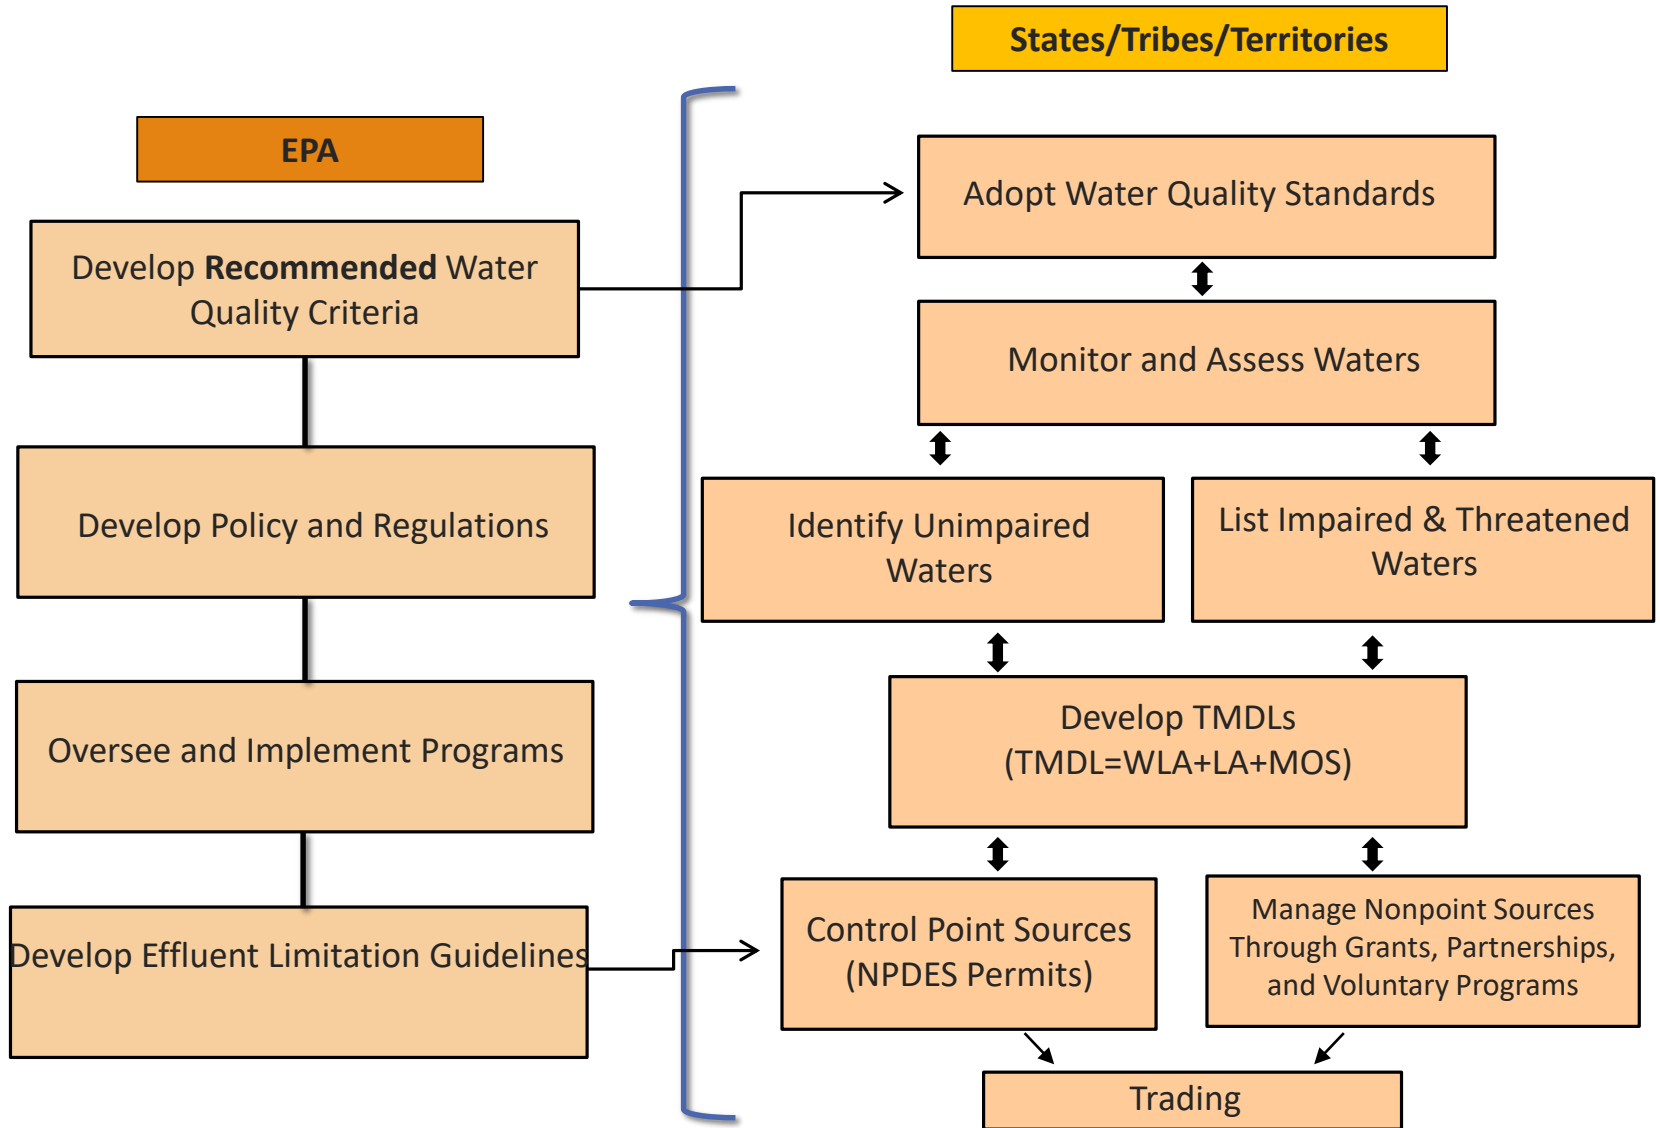 States/Tribes/Territories
EPA
Adopt Water Quality Standards
Develop Recommended Water
Quality Criteria
Monitor and Assess Waters
Develop Policy and Regulations
Identify Unimpaired
Waters
List Impaired & Threatened
Waters
Oversee and Implement Programs
Develop TMDLs
(TMDL=WLA+LA+MOS)
Develop Effluent Limitation Guidelines
Control Point Sources
(NPDES Permits)
Manage Nonpoint Sources
Through Grants, Partnerships,
and Voluntary Programs
Trading